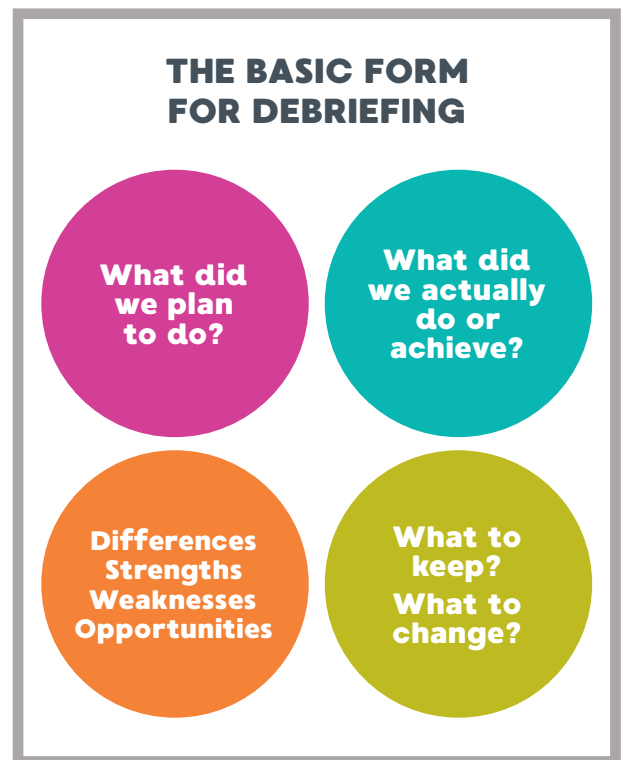 THE BASIC FORM
FOR DEBRIEFING
What did
we plan
to do?
What did
we actually
do or
achieve?
Differences
Strengths
Weaknesses
Opportunities
What to
keep?
What to
change?